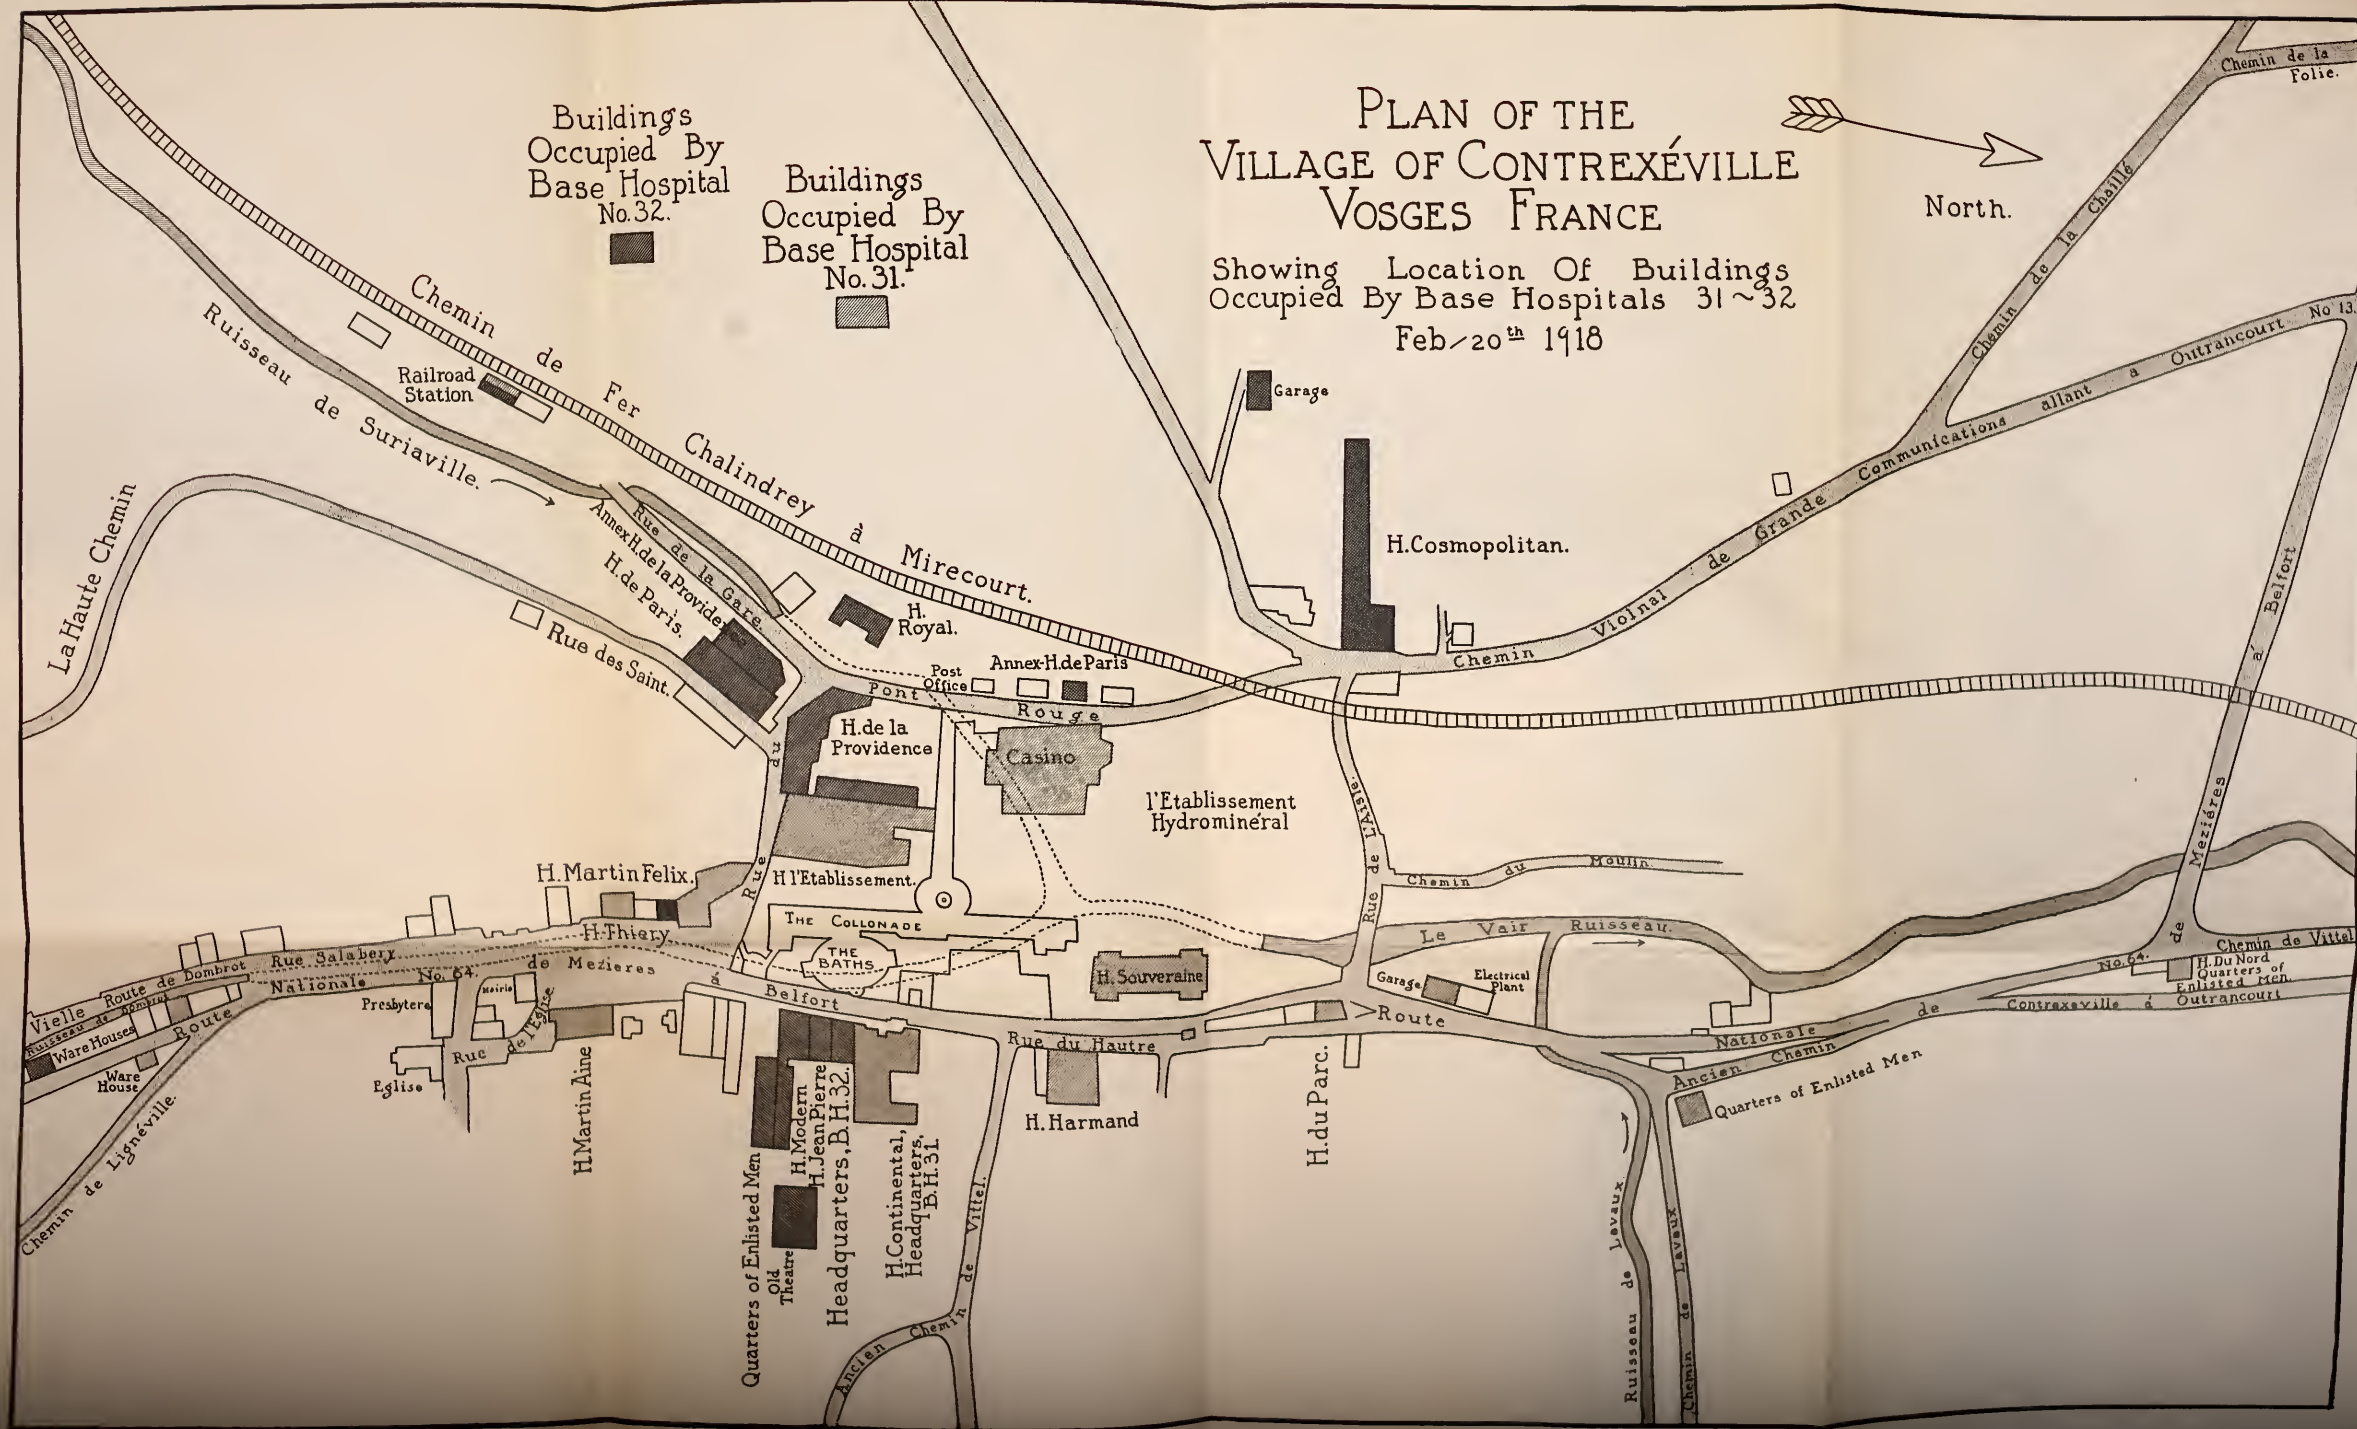 PLAN OF THE
VILLAGE OF CONTREXÉVILLE
VOSGES FRANCE
Showing Location Of Buildings
Occupied By Base Hospitals 31~32
Feb/20th 1918
Buildings
Occupied By
Base Hospital
No.32.
Buildings
Occupied By
Base Hospital
No.31.
North.
Chemin de la
Folie.
Chemin de la Chaillé
Chemin Violnal de Grande Communications allant a Outrancourt No 13.
Chemin de Fer Chalindrey à Mirecourt.
Ruisseau de Suriaville.
Railroad
Station
La Haute Chemin
Rue des Saint.
Rue de la Gare.
Annex H. de la Providence
H. de Paris.
H.
Royal.
Post
Office
Annex-H. de Paris
Pont Rouge
Rue du
Garage
H. Cosmopolitan.
H. de la
Providence
Casino
l'Etablissement
Hydrominéral
Rue de L'Aisle.
Chemin du Moulin.
H l'Etablissement.
THE COLLONADE
THE
BATHS
H. Martin Felix.
H. Thiery
Rue Salabery
Vielle Route de Dombrot
Ruisseau de Dombrot
Ware Houses
Ware
House
Route Nationale No. 64. de Mezieres á Belfort
Presbytere
Mairie
Rue de l'Eglise.
Eglise
Chemin de Lignéville.
H. Martin Aine
Quarters of Enlisted Men
Old
Theatre
H. Modern
H. Jean Pierre
Headquarters, B.H. 32.
H. Continental,
Headquarters,
B.H. 31.
H. Souveraine
Rue du Hautre
H. Harmand
H. du Parc.
Ancien Chemin de Vittel.
Le Vair Ruisseau.
Garage
Electrical
Plant
Route Nationale de Meziéres á Belfort
No. 64.
Chemin de Vittel
H. Du Nord
Quarters of
Enlisted Men.
Ancien Chemin de Contrexeville á Outrancourt
Quarters of Enlisted Men
Ruisseau de Lavaux
Chemin de Lavaux